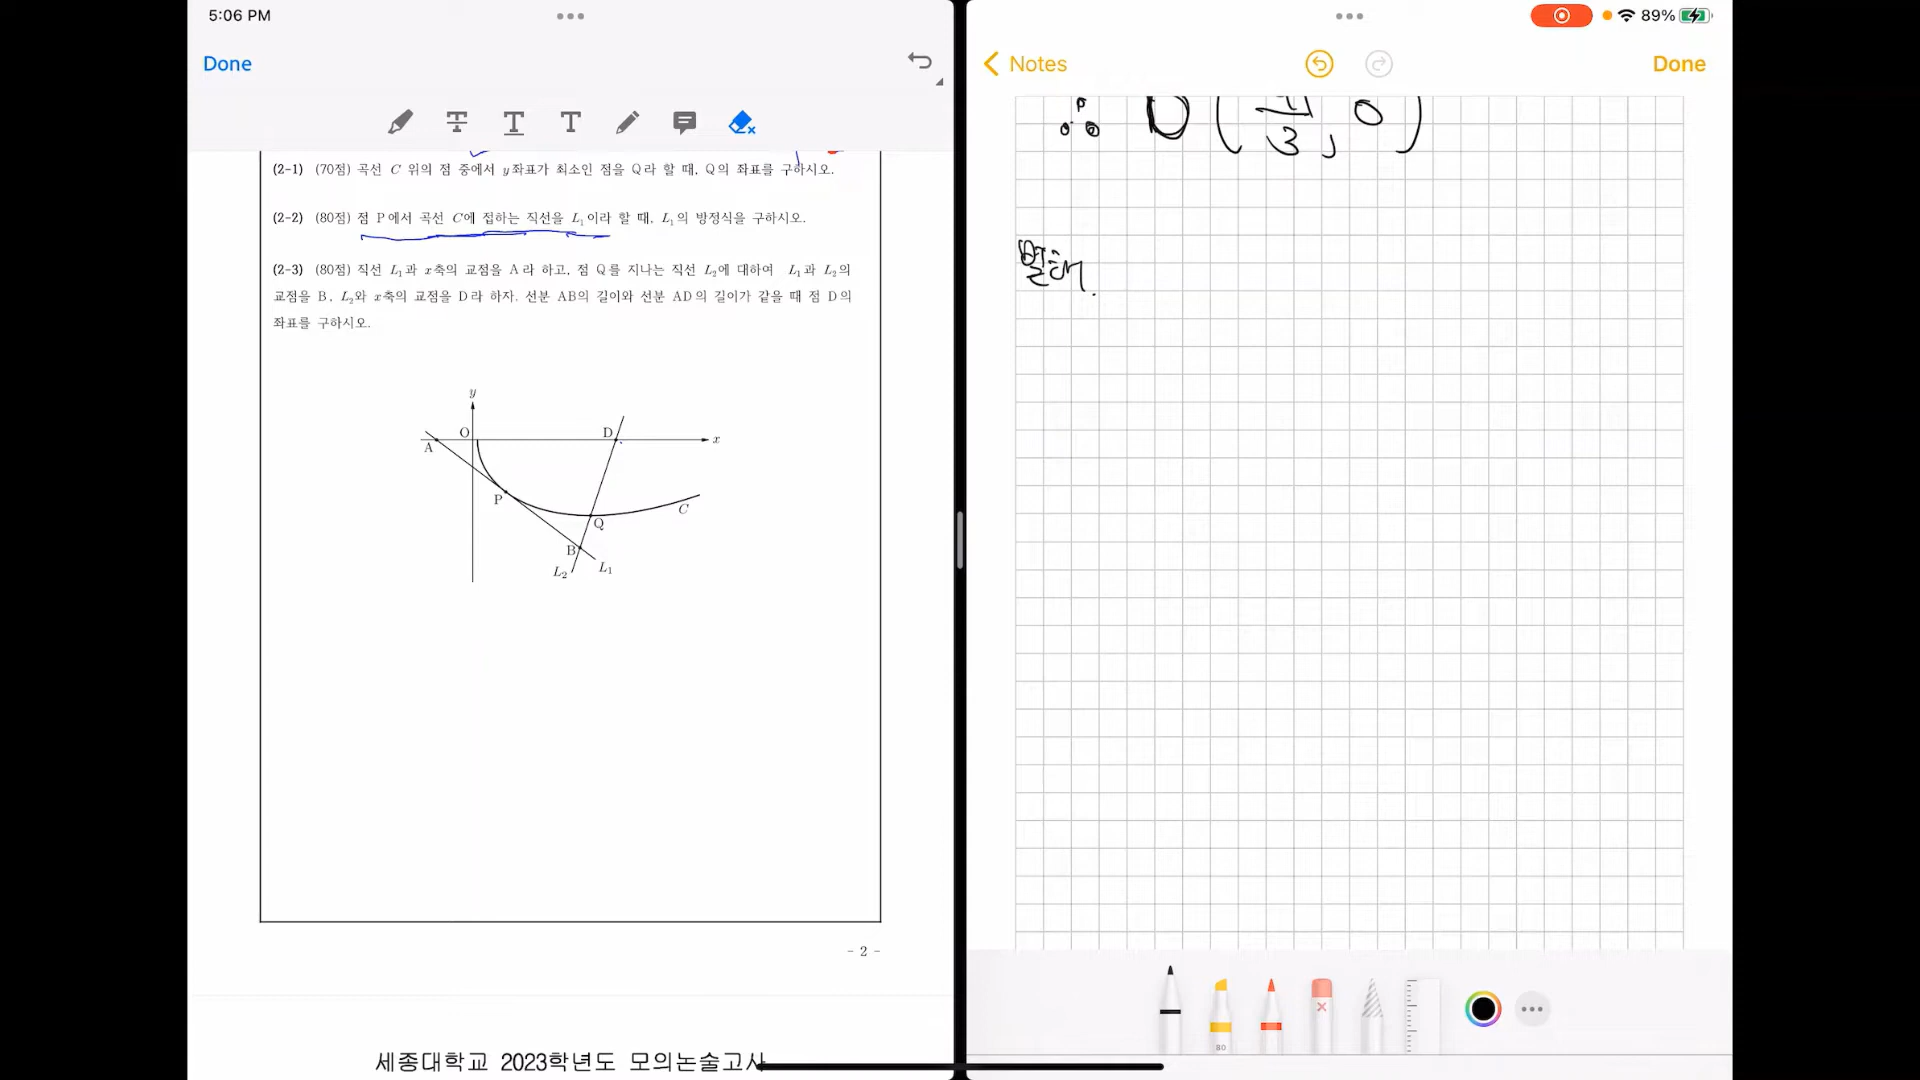 5:06 PM
Done
(2-1) (70점) 곡선 C 위의 점 중에서 y좌표가 최소인 점을 Q라 할 때, Q의 좌표를 구하시오.
(2-2) (80점) 점 P에서 곡선 C에 접하는 직선을 L₁이라 할 때, L₁의 방정식을 구하시오.
(2-3) (80점) 직선 L₁과 x축의 교점을 A라 하고, 점 Q를 지나는 직선 L₂에 대하여 L₁과 L₂의
교점을 B, L₂와 x축의 교점을 D라 하자. 선분 AB의 길이와 선분 AD의 길이가 같을 때 점 D의
좌표를 구하시오.
y
O
D
x
A
P
C
Q
B
L₂
L₁
- 2 -
세종대학교 2023학년도 모의논술고사
89%
Notes
Done
D
3, 0
별해.
80